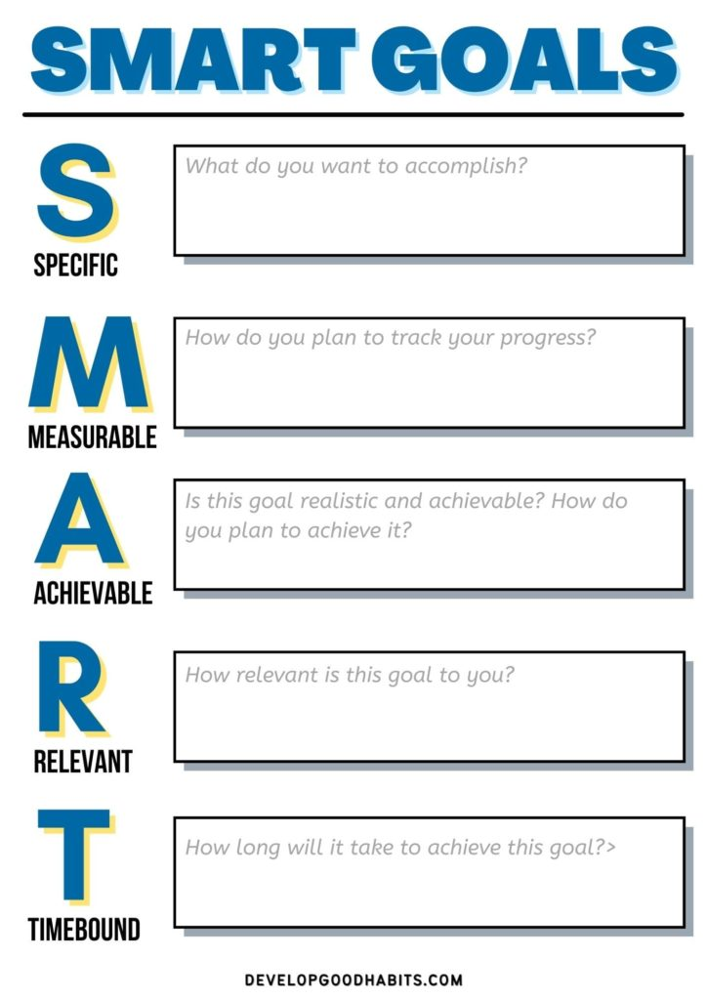 SMART GOALS
S
What do you want to accomplish?
SPECIFIC
M
How do you plan to track your progress?
MEASURABLE
A
Is this goal realistic and achievable? How do
you plan to achieve it?
ACHIEVABLE
R
How relevant is this goal to you?
RELEVANT
T
How long will it take to achieve this goal?>
TIMEBOUND
DEVELOPGOODHABITS.COM